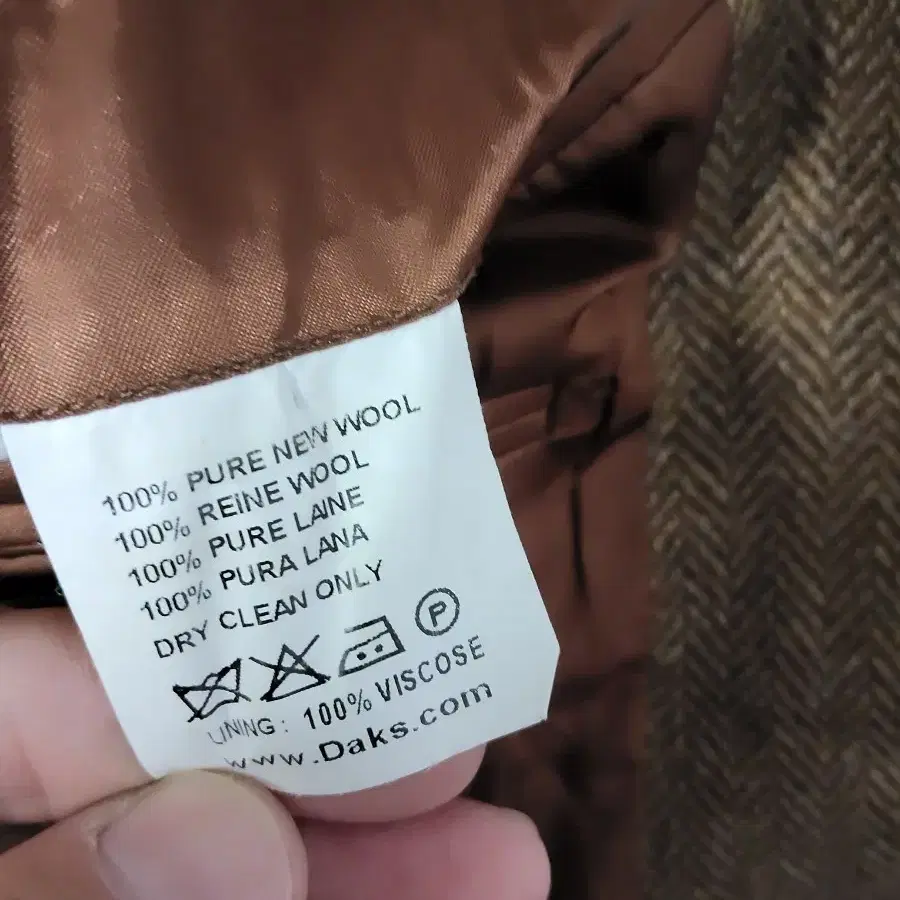 100% PURE NEW WOOL
100% REINE WOOL
100% PURE LAINE
100% PURA LANA
DRY CLEAN ONLY
P
LINING: 100% VISCOSE
www.Daks.com